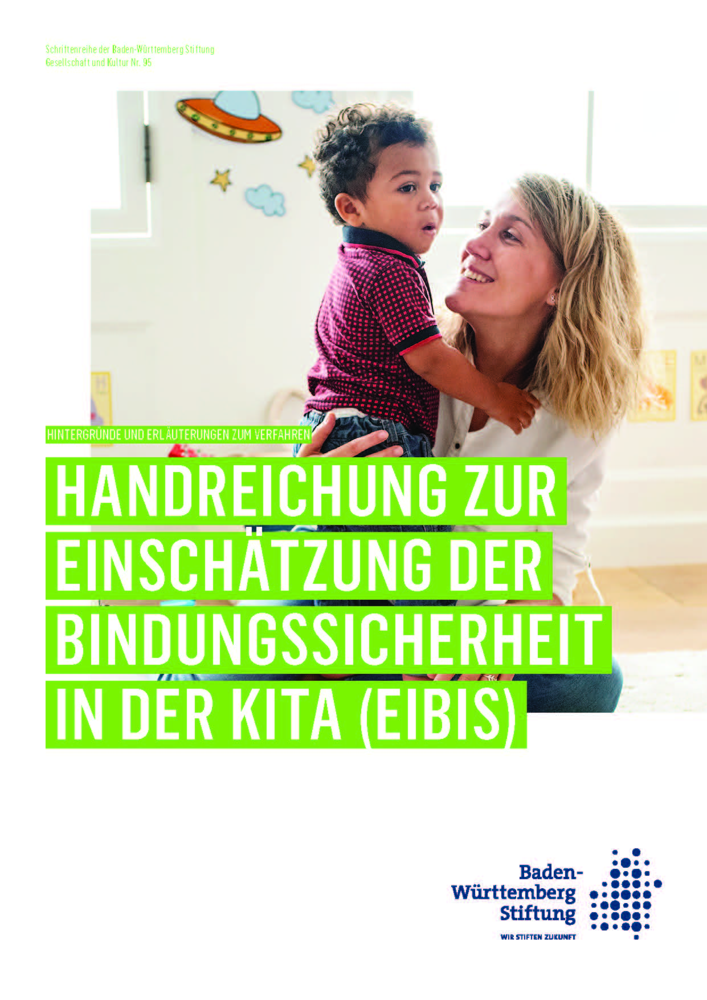 Schriftenreihe der Baden-Württemberg Stiftung
Gesellschaft und Kultur Nr. 95
HINTERGRÜNDE UND ERLÄUTERUNGEN ZUM VERFAHREN
HANDREICHUNG ZUR
EINSCHÄTZUNG DER
BINDUNGSSICHERHEIT
IN DER KITA (EIBIS)
Baden-
Württemberg
Stiftung
WIR STIFTEN ZUKUNFT